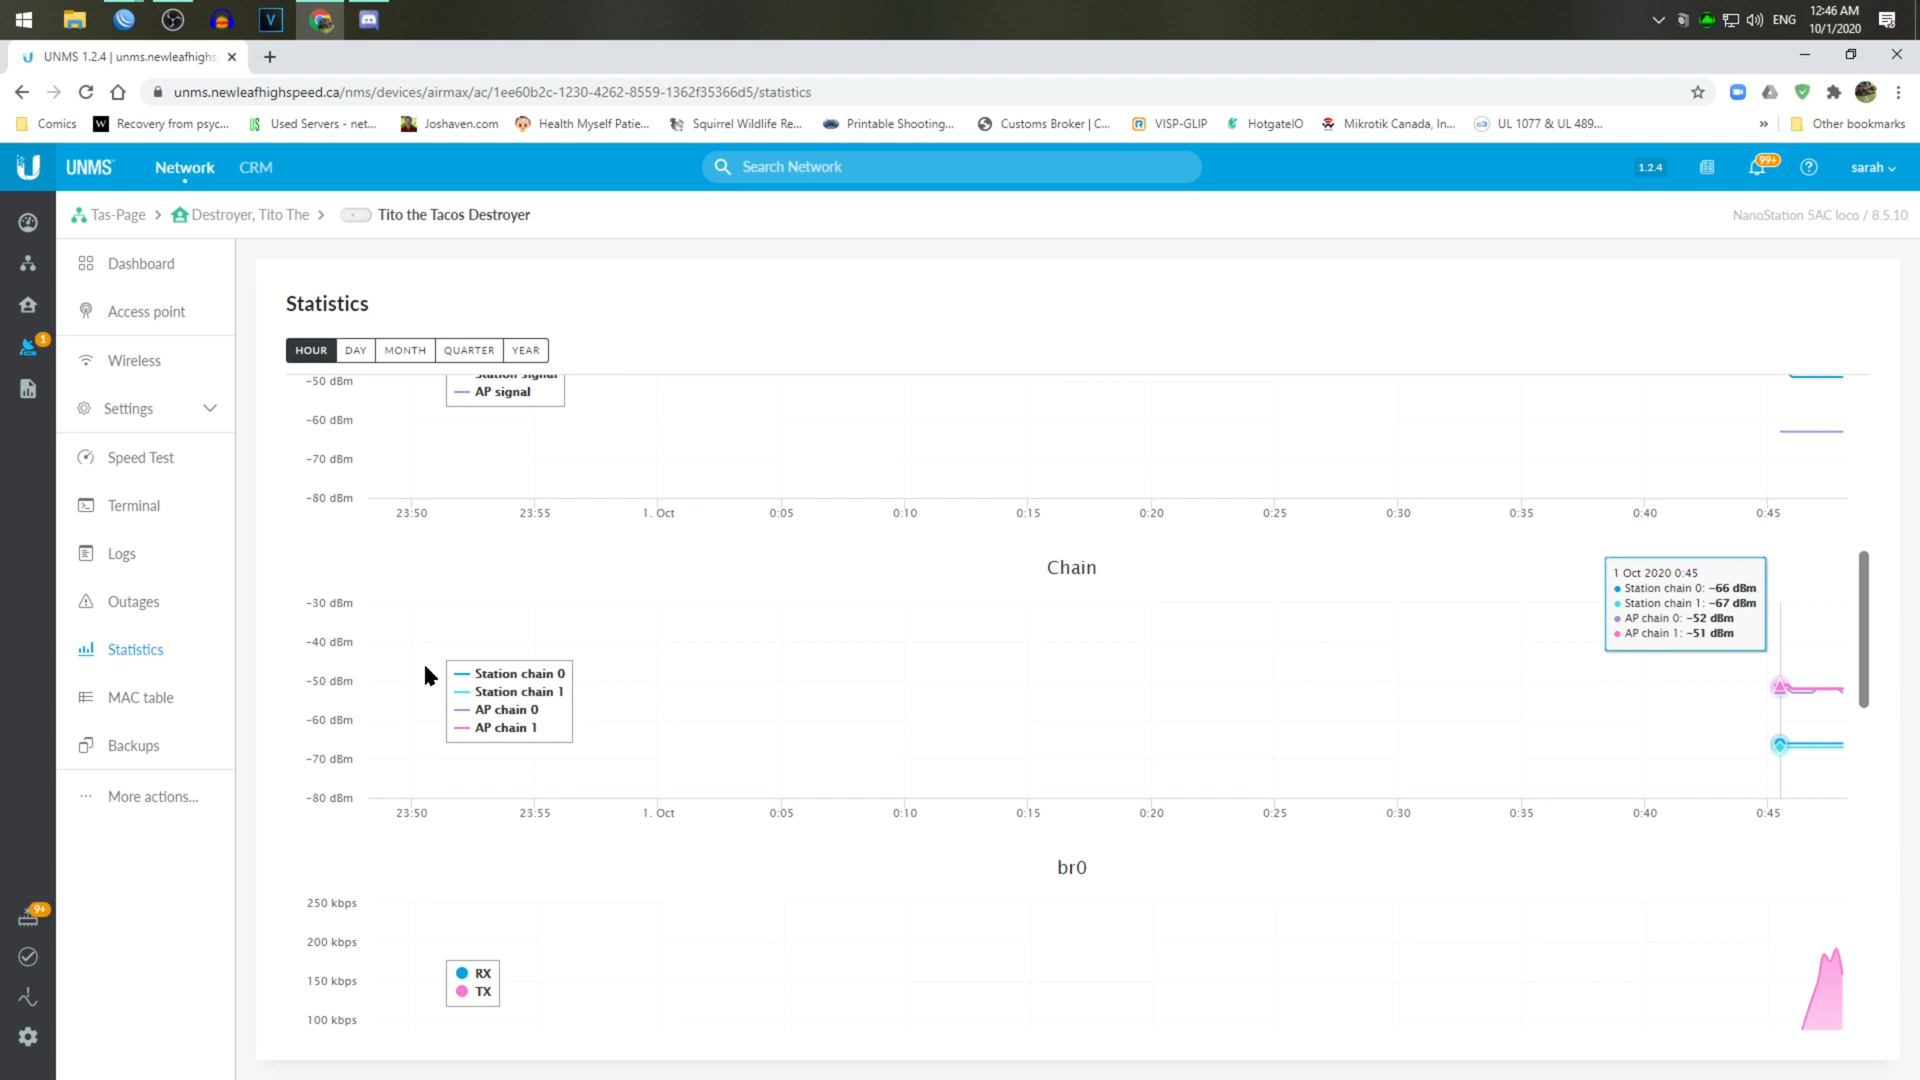 ENG
12:46 AM
10/1/2020
UNMS 1.2.4 | unms.newleafhighs
unms.newleafhighspeed.ca/nms/devices/airmax/ac/1ee60b2c-1230-4262-8559-1362f35366d5/statistics
Comics
Recovery from psyc...
Used Servers - net...
Joshaven.com
Health Myself Patie...
Squirrel Wildlife Re...
Printable Shooting...
Customs Broker | C...
VISP-GLIP
HotgateIO
Mikrotik Canada, In...
UL 1077 & UL 489...
»
Other bookmarks
UNMS
Network
CRM
Search Network
1.2.4
99+
sarah
Tas-Page > Destroyer, Tito The > Tito the Tacos Destroyer
NanoStation 5AC loco / 8.5.10
Dashboard
Access point
Wireless
Settings
Speed Test
Terminal
Logs
Outages
Statistics
MAC table
Backups
More actions...
1
9+
Statistics
HOUR DAY MONTH QUARTER YEAR
Station signal
AP signal
-50 dBm
-60 dBm
-70 dBm
-80 dBm
23:50 23:55 1. Oct 0:05 0:10 0:15 0:20 0:25 0:30 0:35 0:40 0:45
Chain
1 Oct 2020 0:45
Station chain 0: -66 dBm
Station chain 1: -67 dBm
AP chain 0: -52 dBm
AP chain 1: -51 dBm
-30 dBm
-40 dBm
-50 dBm
-60 dBm
-70 dBm
-80 dBm
Station chain 0
Station chain 1
AP chain 0
AP chain 1
23:50 23:55 1. Oct 0:05 0:10 0:15 0:20 0:25 0:30 0:35 0:40 0:45
br0
250 kbps
200 kbps
150 kbps
100 kbps
RX
TX